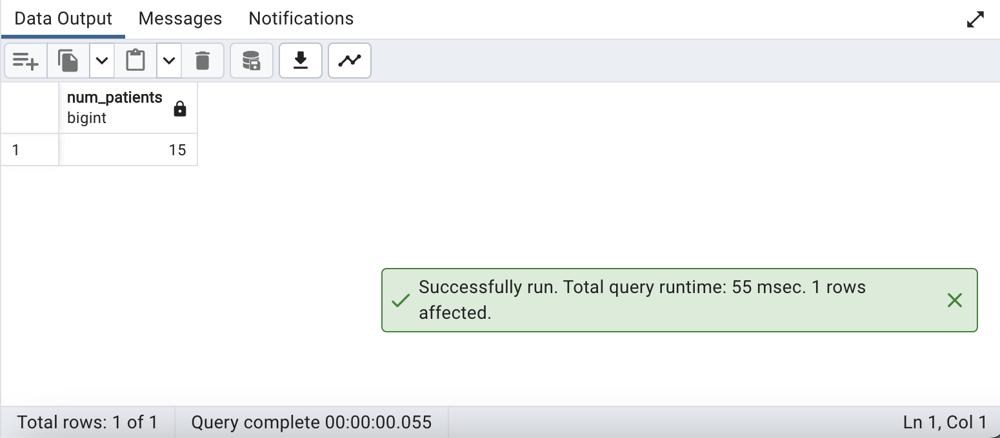 Data Output Messages Notifications
num_patients
bigint
1 15
Successfully run. Total query runtime: 55 msec. 1 rows
affected.
Total rows: 1 of 1 Query complete 00:00:00.055 Ln 1, Col 1